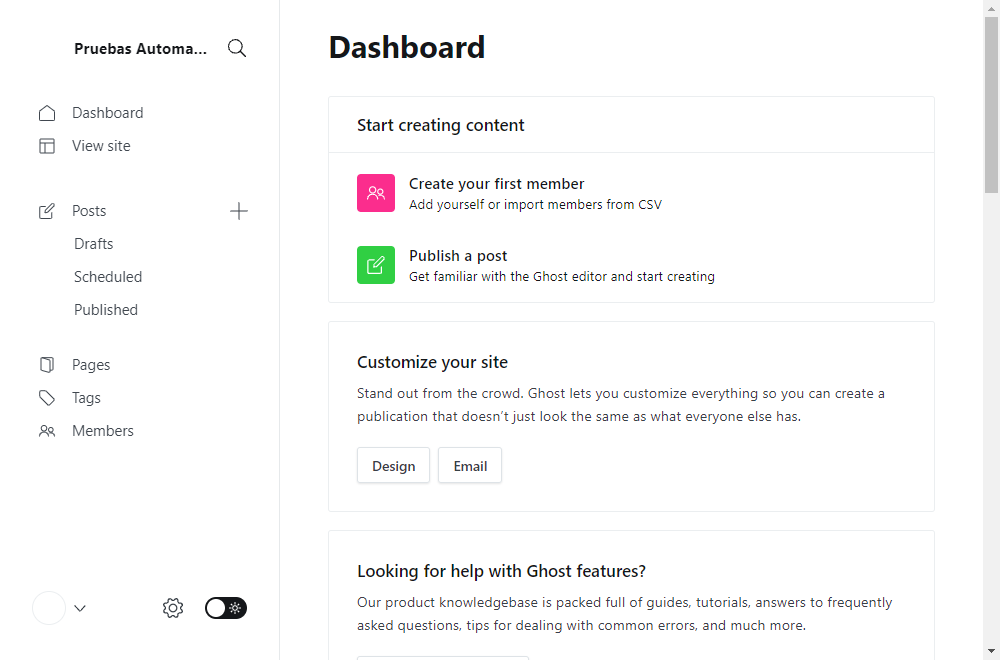 Pruebas Automa...
Dashboard
View site
Posts
Drafts
Scheduled
Published
Pages
Tags
Members
Dashboard
Start creating content
Create your first member
Add yourself or import members from CSV
Publish a post
Get familiar with the Ghost editor and start creating
Customize your site
Stand out from the crowd. Ghost lets you customize everything so you can create a
publication that doesn’t just look the same as what everyone else has.
Design
Email
Looking for help with Ghost features?
Our product knowledgebase is packed full of guides, tutorials, answers to frequently
asked questions, tips for dealing with common errors, and much more.